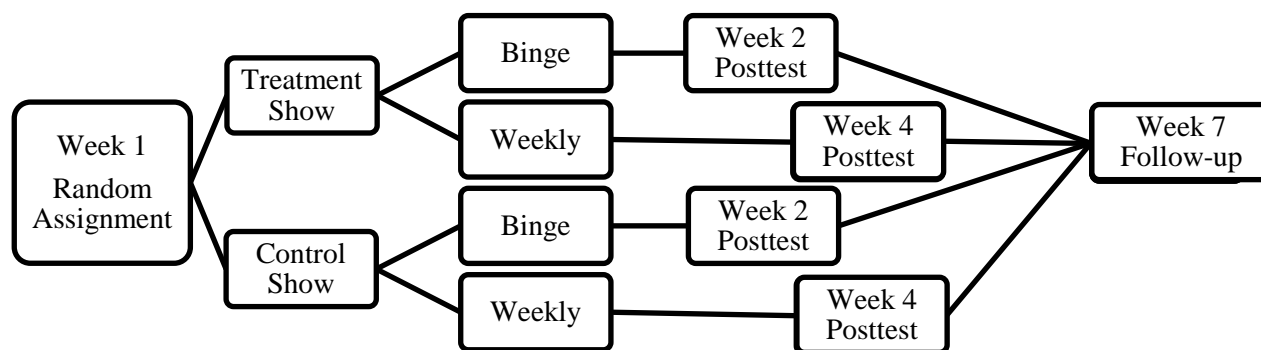 Week 1
Random
Assignment
Treatment
Show
Control
Show
Binge
Weekly
Binge
Weekly
Week 2
Posttest
Week 4
Posttest
Week 2
Posttest
Week 4
Posttest
Week 7
Follow-up